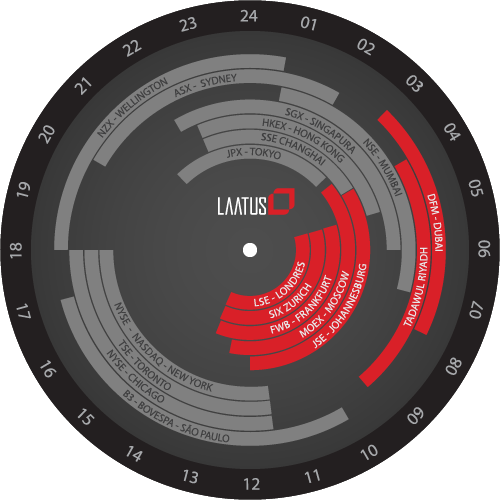 24
01
02
03
04
05
06
07
08
09
10
11
12
13
14
15
16
17
18
19
20
21
22
23
NZX - WELLINGTON
ASX - SYDNEY
SGX - SINGAPURA
HKEX - HONG KONG
SSE CHANGHAI
JPX - TOKYO
NSE - MUMBAI
DFM - DUBAI
TADAWUL RIYADH
LAATUS
LSE - LONDRES
SIX ZURICH
FWB - FRANKFURT
MOEX - MOSCOW
JSE - JOHANNESBURG
NYSE - NASDAQ - NEW YORK
TSE - TORONTO
NYSE - CHICAGO
B3 - BOVESPA - SÃO PAULO